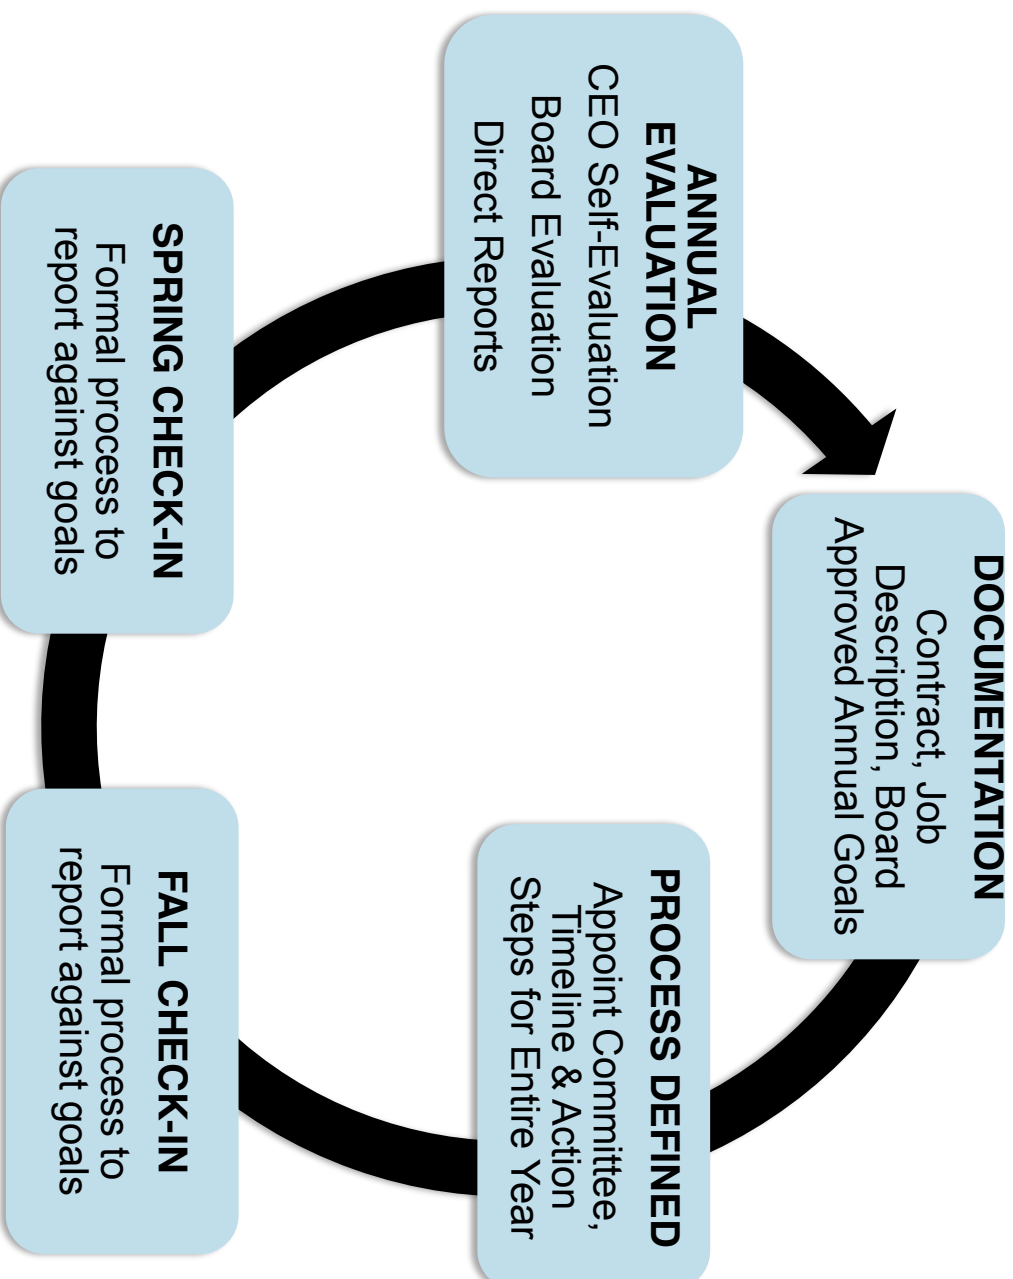 DOCUMENTATION
Contract, Job
Description, Board
Approved Annual Goals
PROCESS DEFINED
Appoint Committee,
Timeline & Action
Steps for Entire Year
FALL CHECK-IN
Formal process to
report against goals
SPRING CHECK-IN
Formal process to
report against goals
ANNUAL
EVALUATION
CEO Self-Evaluation
Board Evaluation
Direct Reports